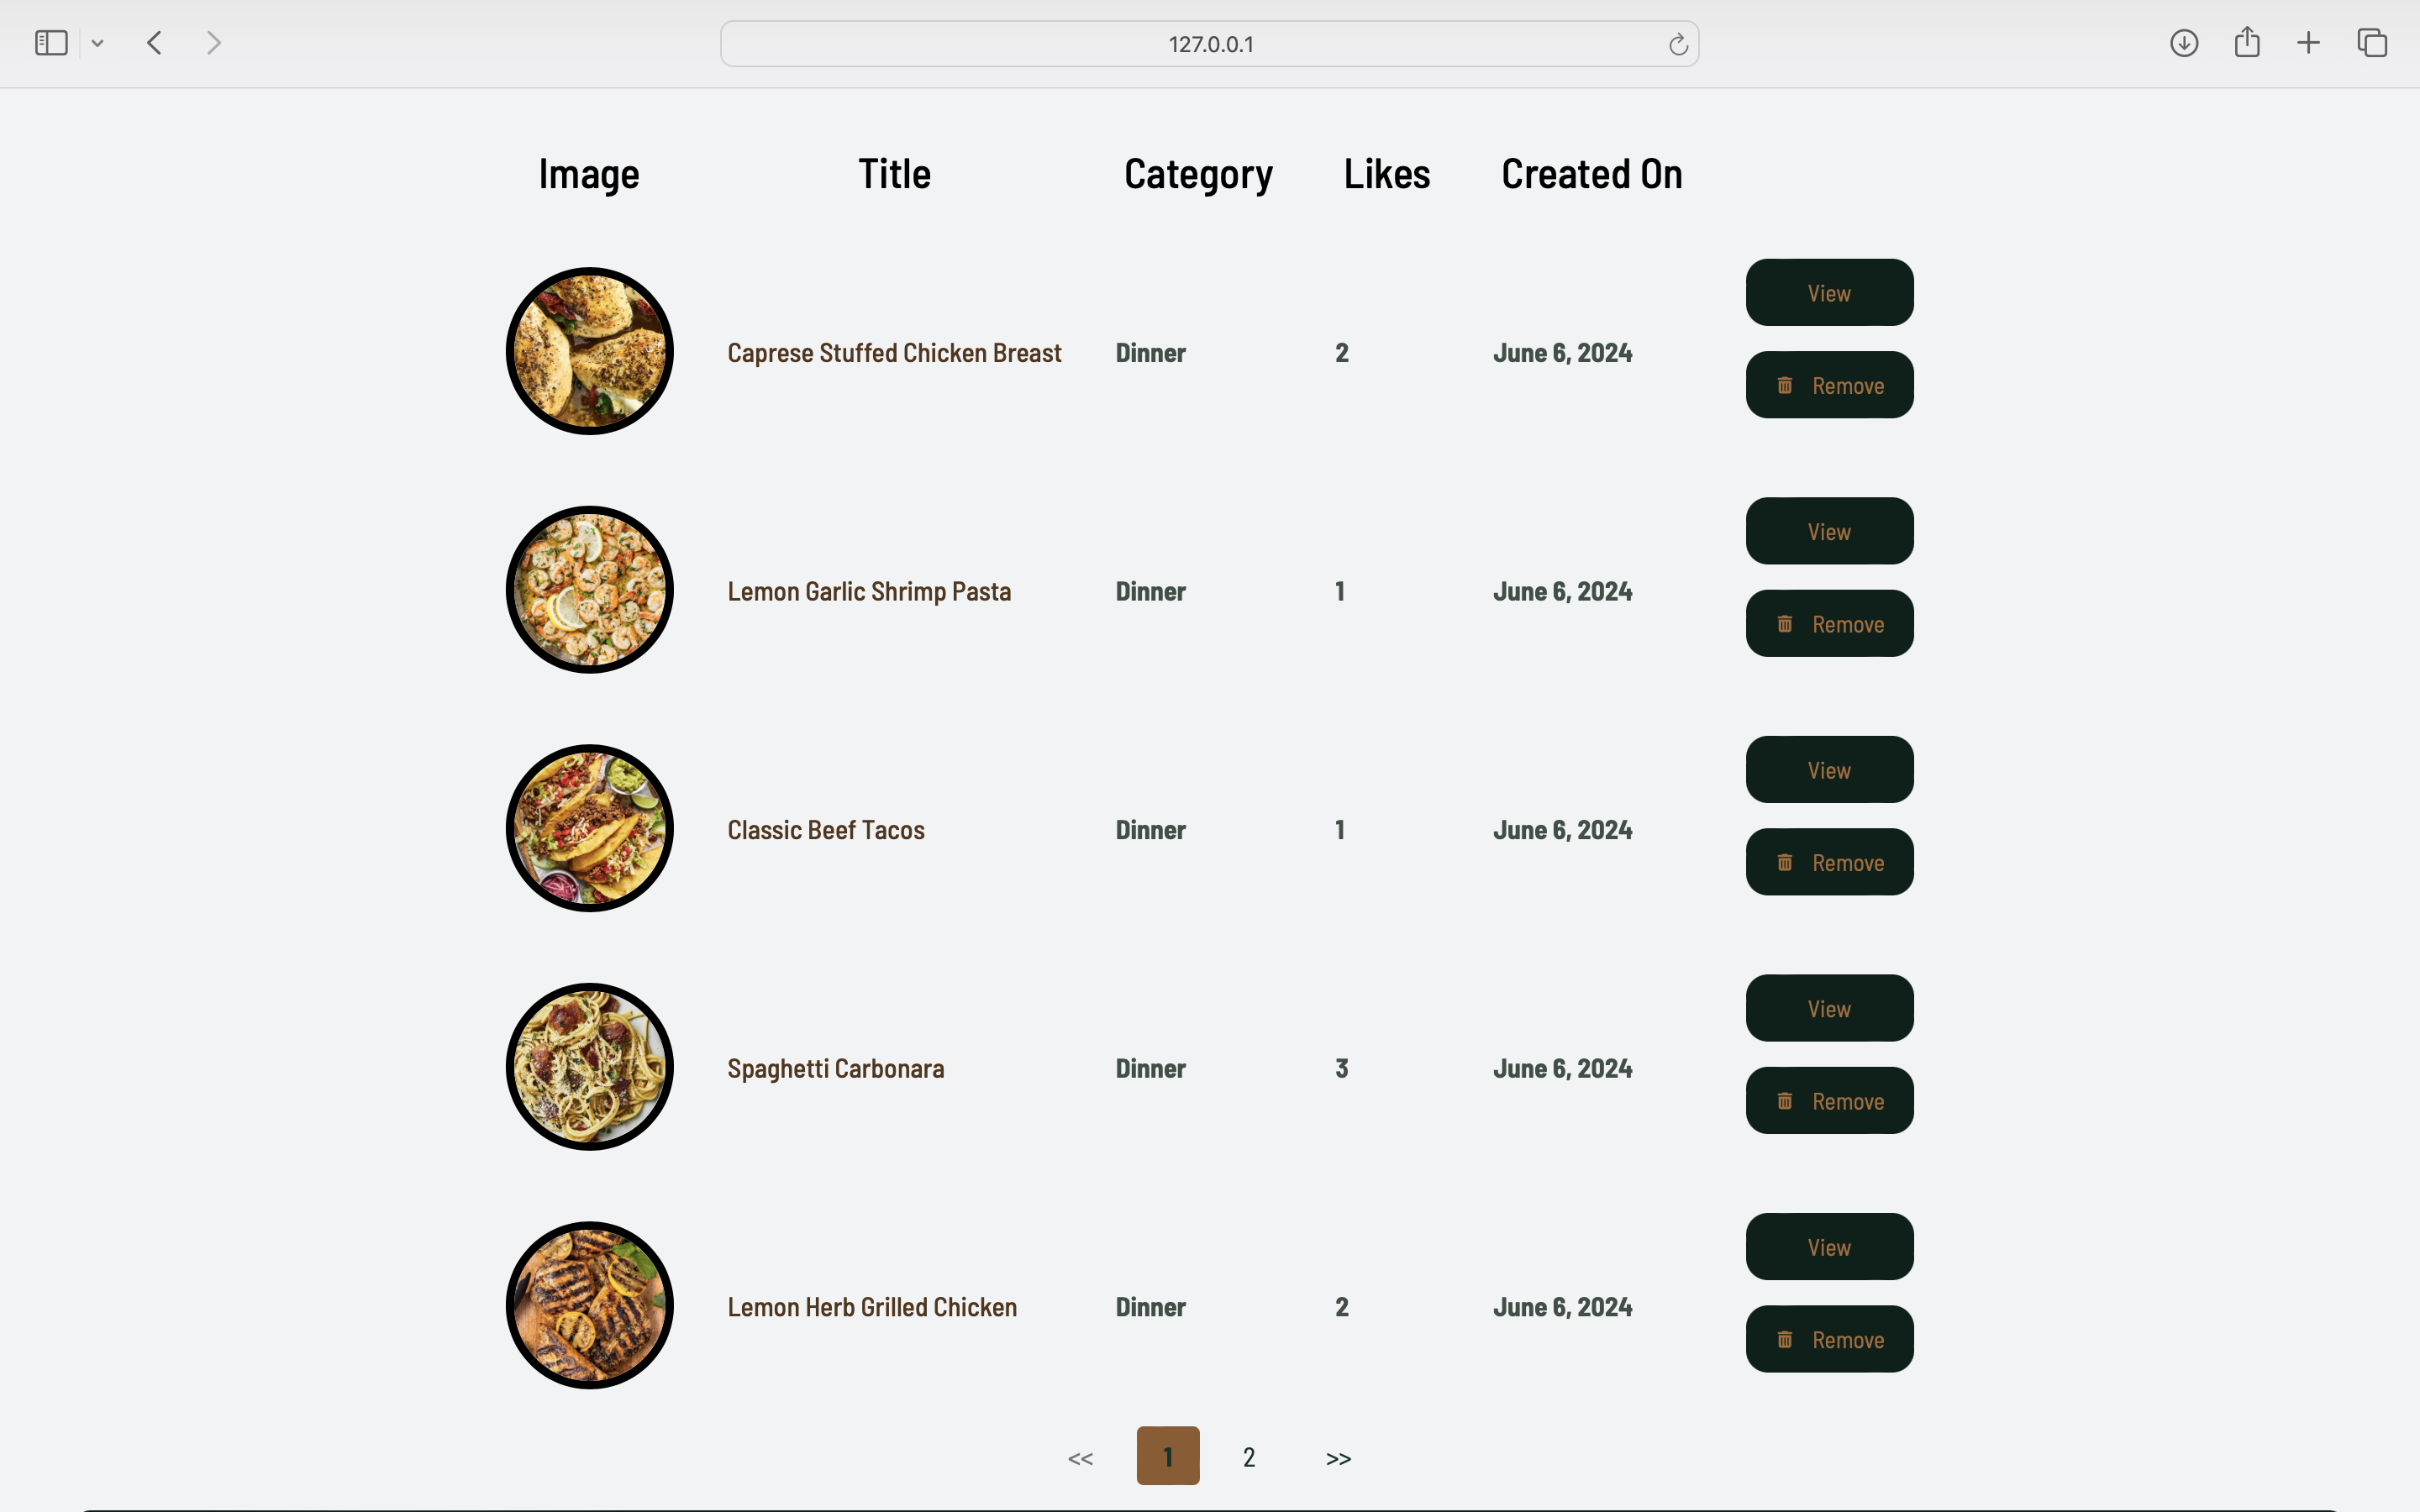 127.0.0.1
Image Title Category Likes Created On
View
Caprese Stuffed Chicken Breast Dinner 2 June 6, 2024
Remove
View
Lemon Garlic Shrimp Pasta Dinner 1 June 6, 2024
Remove
View
Classic Beef Tacos Dinner 1 June 6, 2024
Remove
View
Spaghetti Carbonara Dinner 3 June 6, 2024
Remove
View
Lemon Herb Grilled Chicken Dinner 2 June 6, 2024
Remove
<< 1 2 >>